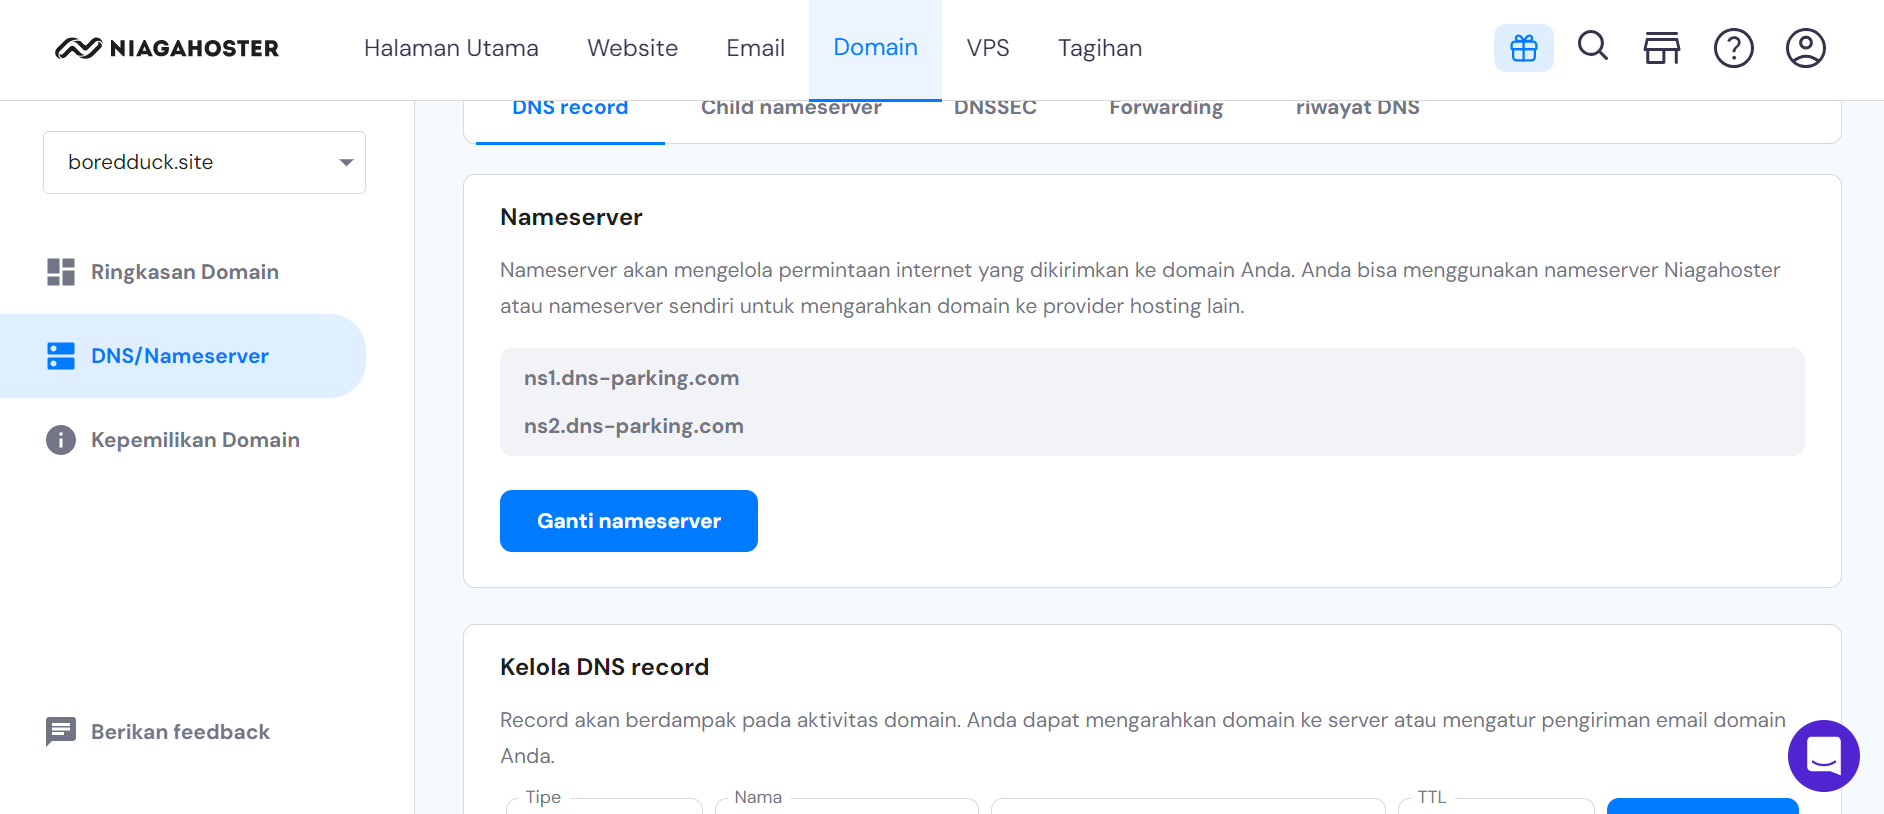 NIAGAHOSTER
Halaman Utama
Website
Email
Domain
VPS
Tagihan
boredduck.site
Ringkasan Domain
DNS/Nameserver
Kepemilikan Domain
Berikan feedback
DNS record
Child nameserver
DNSSEC
Forwarding
riwayat DNS
Nameserver
Nameserver akan mengelola permintaan internet yang dikirimkan ke domain Anda. Anda bisa menggunakan nameserver Niagahoster
atau nameserver sendiri untuk mengarahkan domain ke provider hosting lain.
ns1.dns-parking.com
ns2.dns-parking.com
Ganti nameserver
Kelola DNS record
Record akan berdampak pada aktivitas domain. Anda dapat mengarahkan domain ke server atau mengatur pengiriman email domain
Anda.
Tipe
Nama
TTL